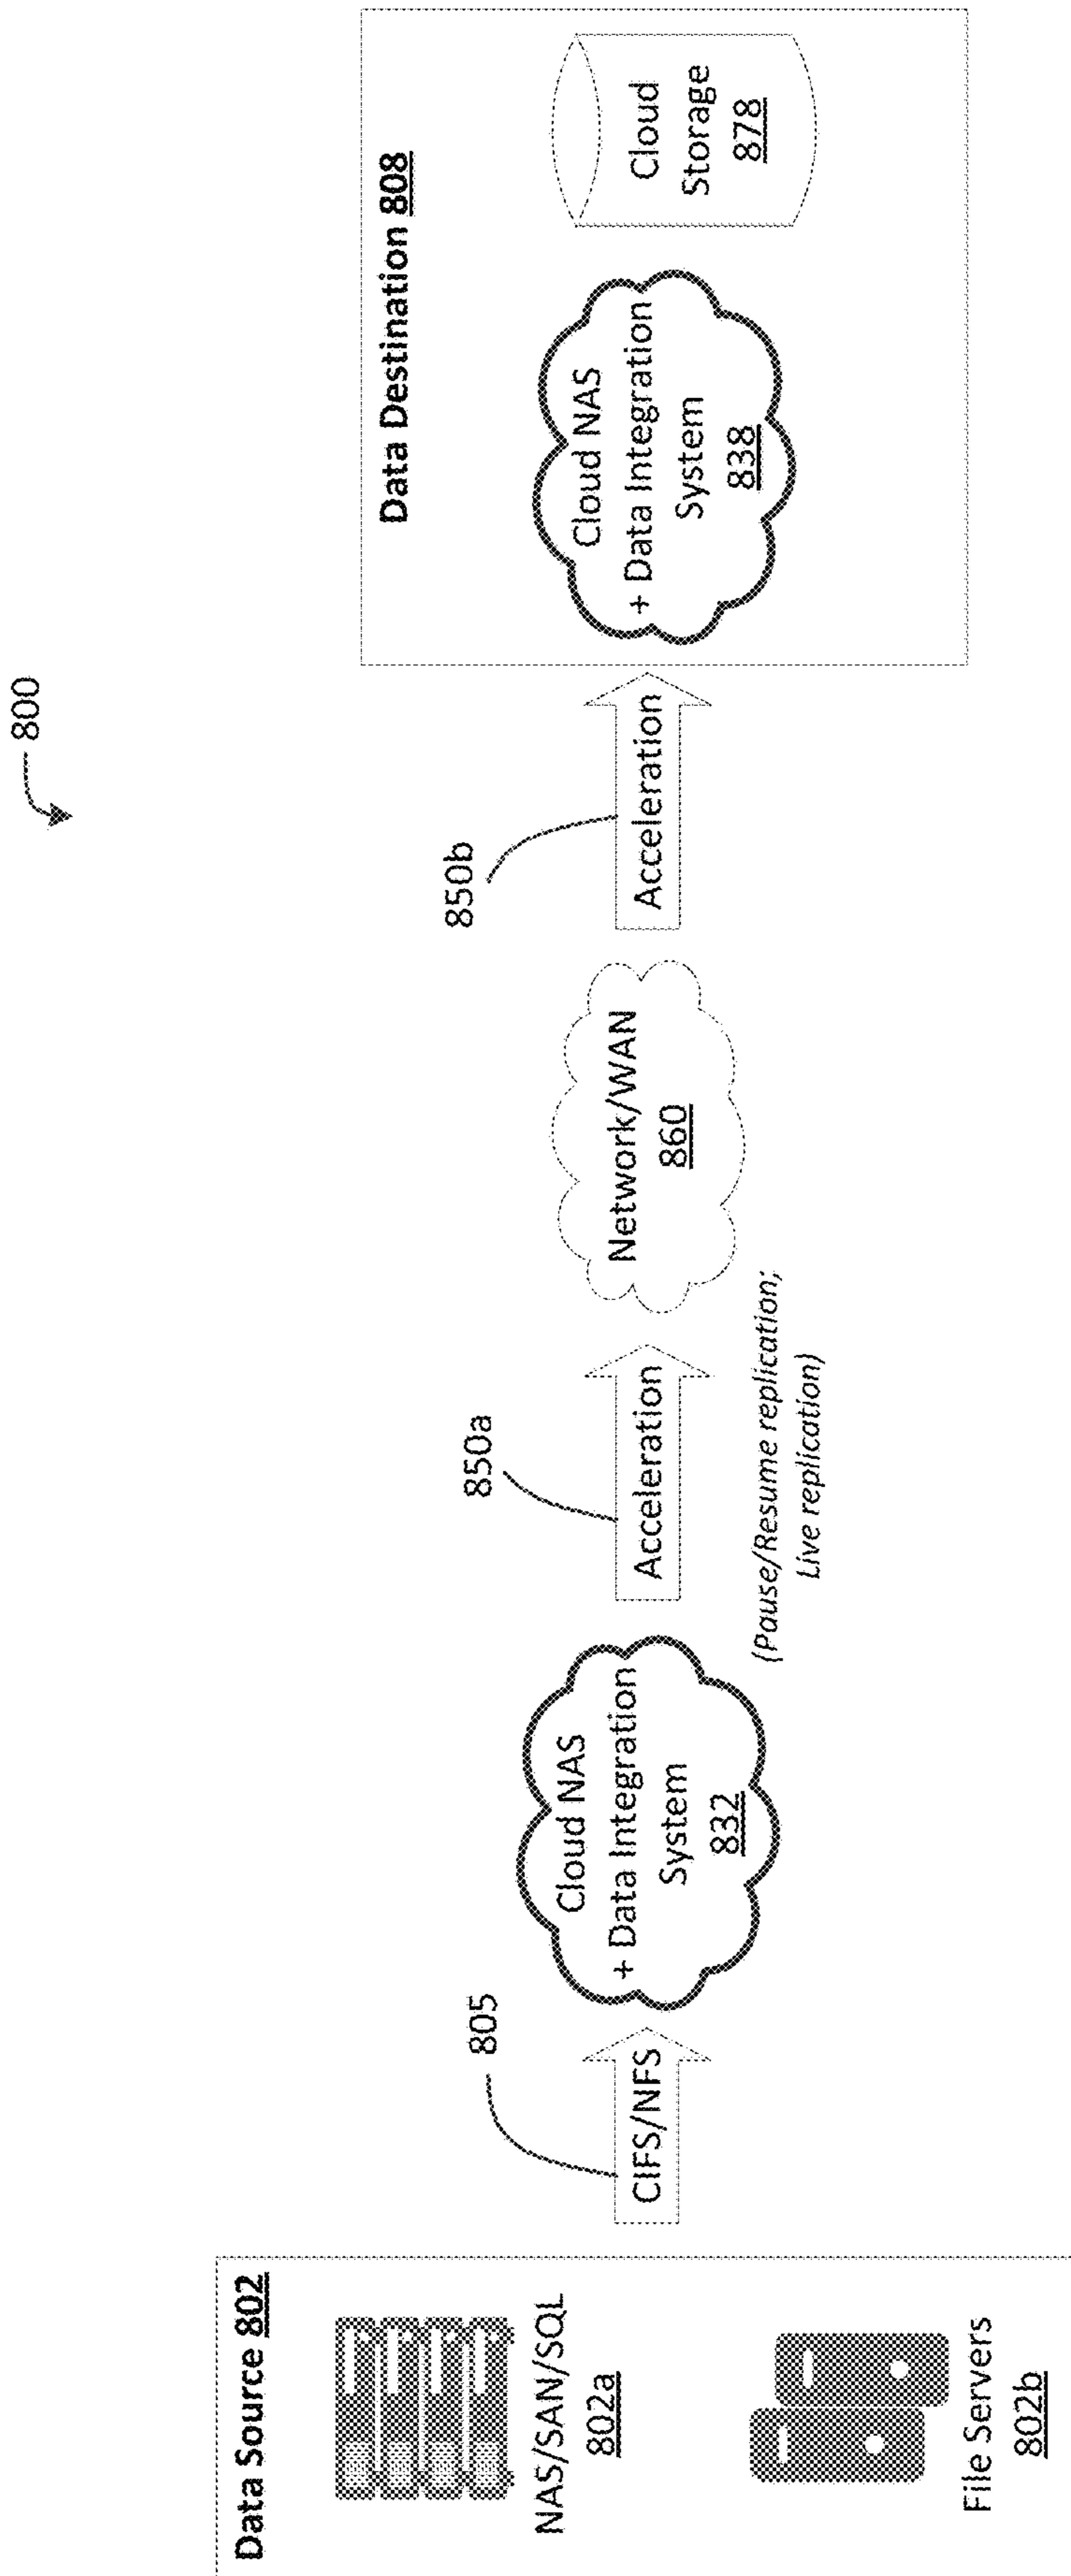 800
Data Source 802
NAS/SAN/SQL
802a
File Servers
802b
805
CIFS/NFS
Cloud NAS
+ Data Integration
System
832
850a
Acceleration
(Pause/Resume replication;
Live replication)
Network/WAN
860
850b
Acceleration
Data Destination 808
Cloud NAS
+ Data Integration
System
838
Cloud
Storage
878